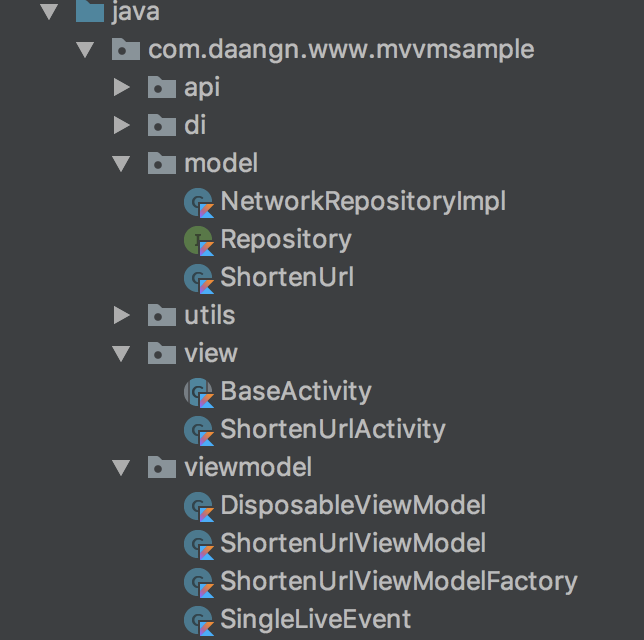 java
com.daangn.www.mvvmsample
api
di
model
NetworkRepositoryImpl
Repository
ShortenUrl
utils
view
BaseActivity
ShortenUrlActivity
viewmodel
DisposableViewModel
ShortenUrlViewModel
ShortenUrlViewModelFactory
SingleLiveEvent